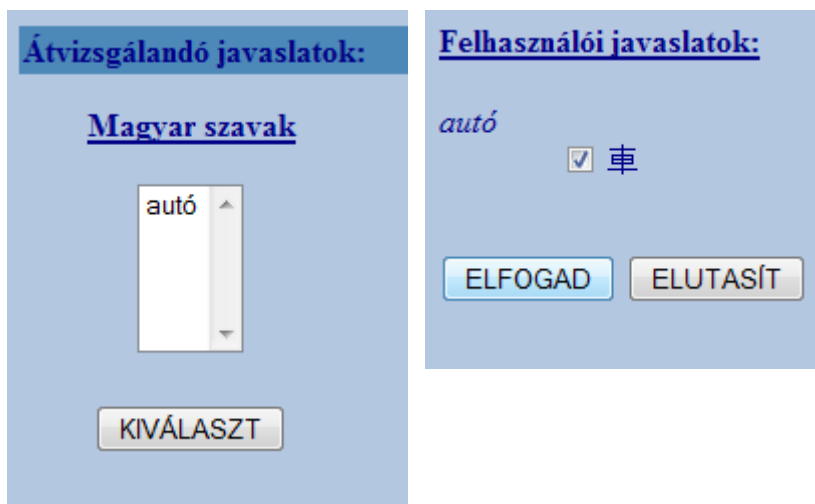 Átvizsgálandó javaslatok:
Magyar szavak
autó
KIVÁLASZT
Felhasználói javaslatok:
autó
車
ELFOGAD
ELUTASÍT